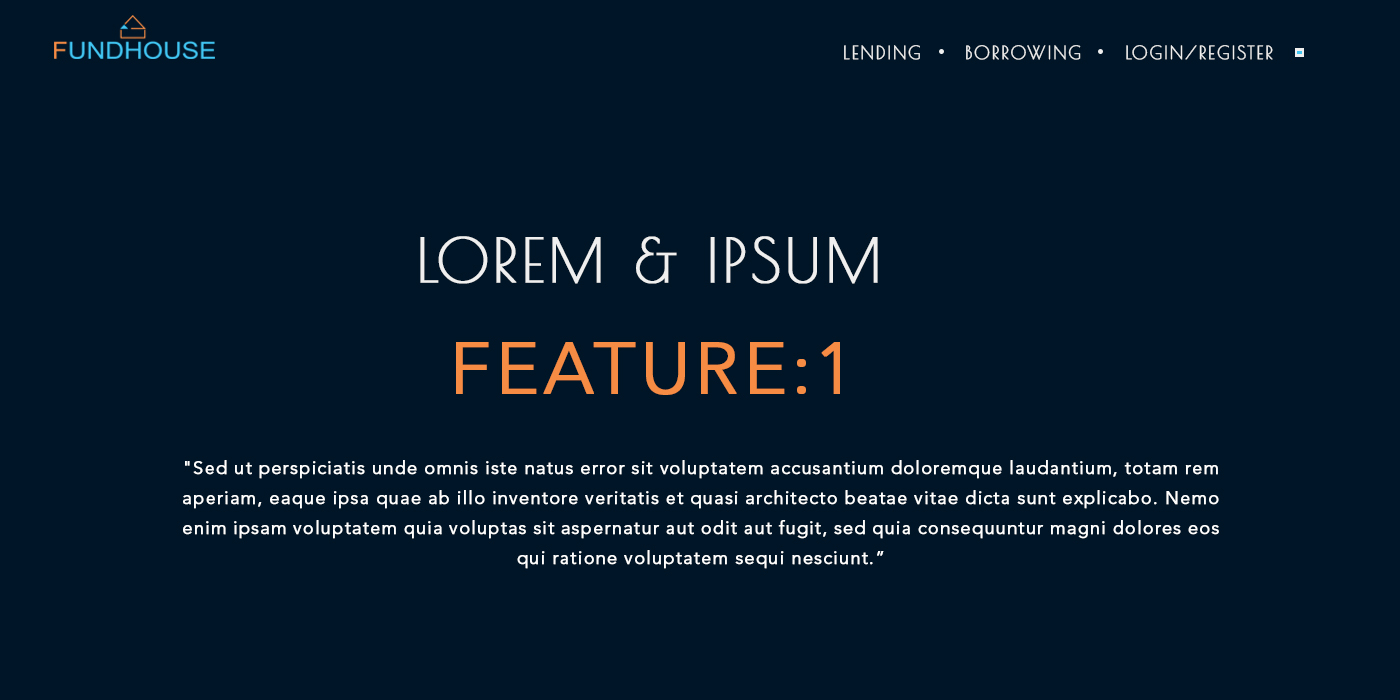 FUNDHOUSE
LENDING • BORROWING • LOGIN/REGISTER
LOREM & IPSUM
FEATURE:1
"Sed ut perspiciatis unde omnis iste natus error sit voluptatem accusantium doloremque laudantium, totam rem
aperiam, eaque ipsa quae ab illo inventore veritatis et quasi architecto beatae vitae dicta sunt explicabo. Nemo
enim ipsam voluptatem quia voluptas sit aspernatur aut odit aut fugit, sed quia consequuntur magni dolores eos
qui ratione voluptatem sequi nesciunt.”